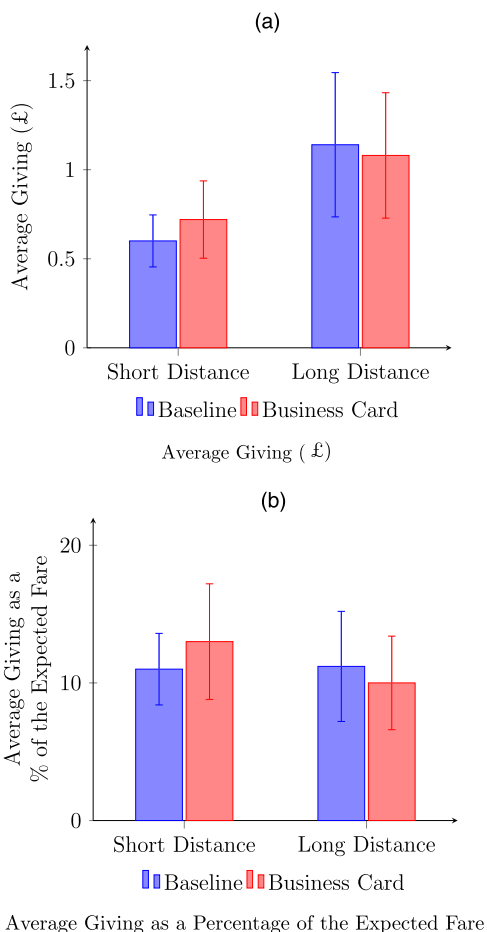 (a)
Average Giving (£)
1.5
1
0.5
0
Short Distance Long Distance
Baseline Business Card
Average Giving ( £)
(b)
Average Giving as a
% of the Expected Fare
20
10
0
Short Distance Long Distance
Baseline Business Card
Average Giving as a Percentage of the Expected Fare